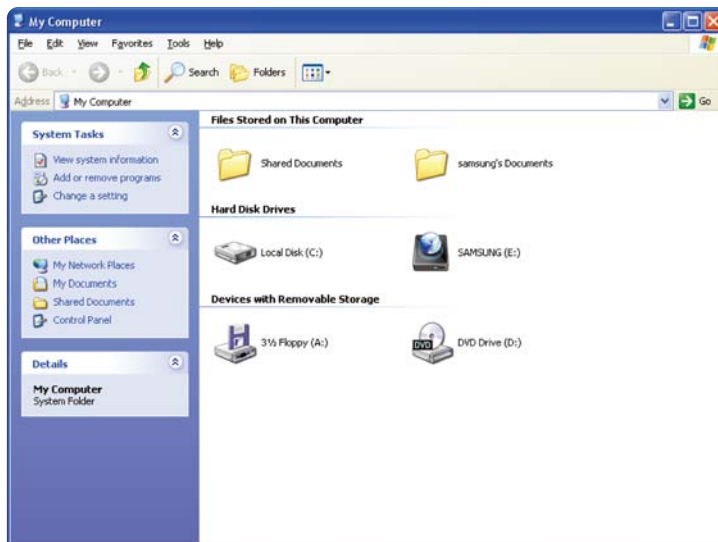 My Computer
File Edit View Favorites Tools Help
Back Search Folders
Address My Computer Go
System Tasks
View system information
Add or remove programs
Change a setting
Other Places
My Network Places
My Documents
Shared Documents
Control Panel
Details
My Computer
System Folder
Files Stored on This Computer
Shared Documents samsung's Documents
Hard Disk Drives
Local Disk (C:) SAMSUNG (E:)
Devices with Removable Storage
3½ Floppy (A:) DVD DVD Drive (D:)